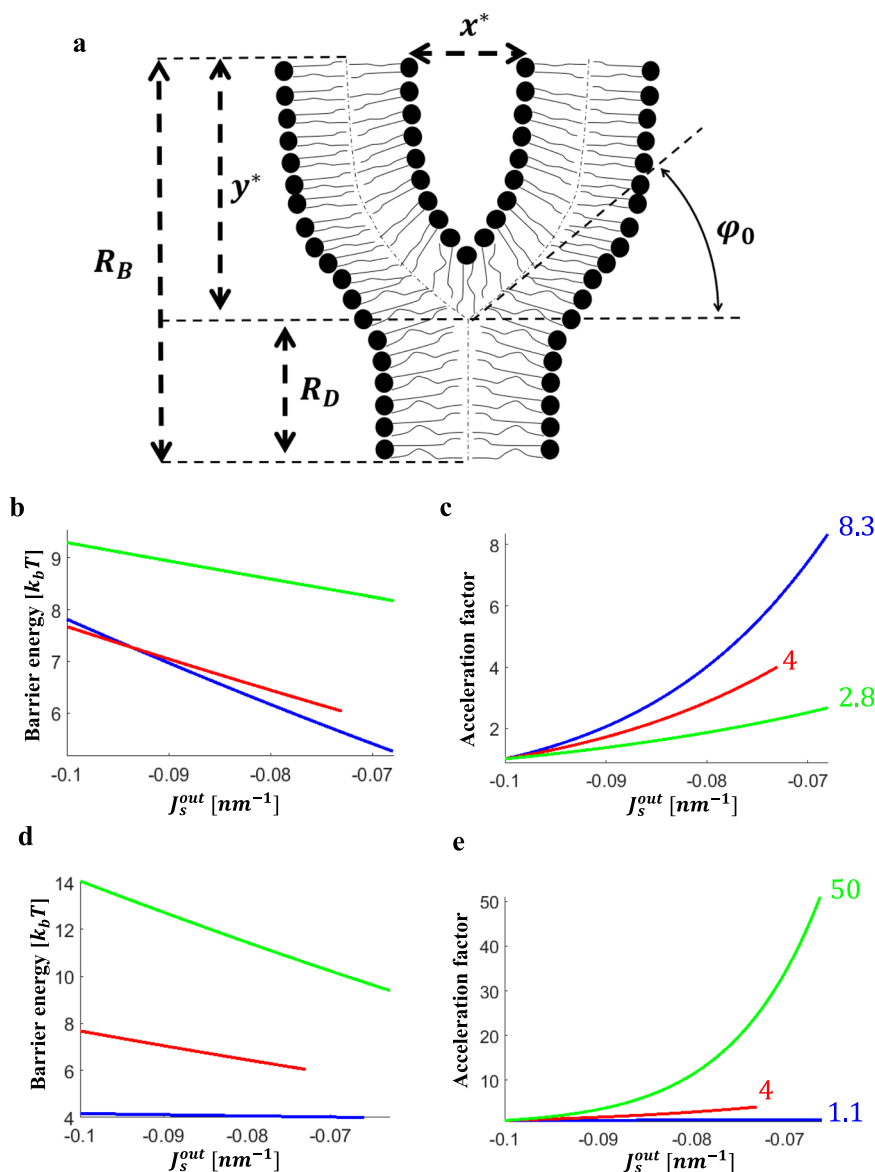 a
x*
y*
R_B
φ_0
R_D
b
Barrier energy [k_bT]
9
8
7
6
-0.1 -0.09 -0.08 -0.07
J_s^out [nm^-1]
c
Acceleration factor
8
6
4
2
8.3
4
2.8
-0.1 -0.09 -0.08 -0.07
J_s^out [nm^-1]
d
Barrier energy [k_bT]
14
12
10
8
6
4
-0.1 -0.09 -0.08 -0.07
J_s^out [nm^-1]
e
Acceleration factor
50
40
30
20
10
50
4
1.1
-0.1 -0.09 -0.08 -0.07
J_s^out [nm^-1]